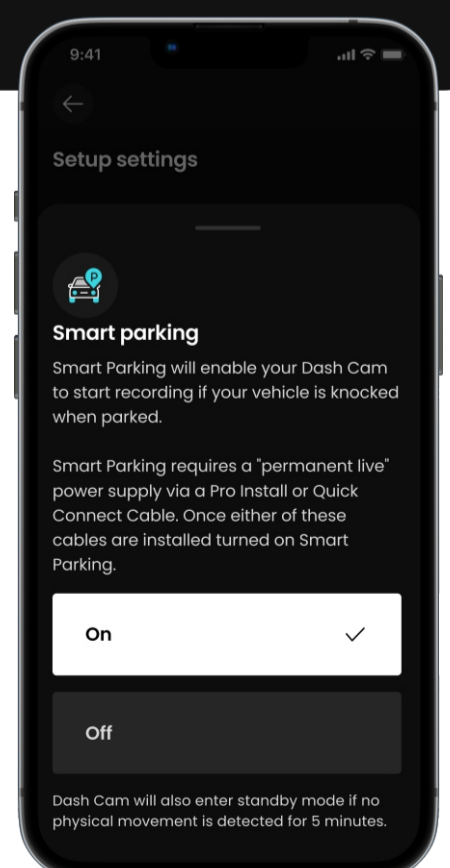 9:41
Setup settings
P
Smart parking
Smart Parking will enable your Dash Cam
to start recording if your vehicle is knocked
when parked.
Smart Parking requires a "permanent live"
power supply via a Pro Install or Quick
Connect Cable. Once either of these
cables are installed turned on Smart
Parking.
On
Off
Dash Cam will also enter standby mode if no
physical movement is detected for 5 minutes.